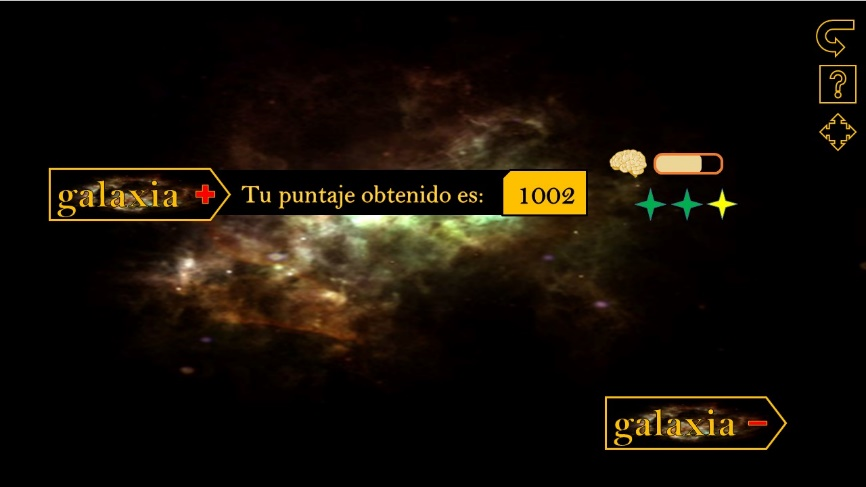 galaxia +
Tu puntaje obtenido es:
1002
?
galaxia -